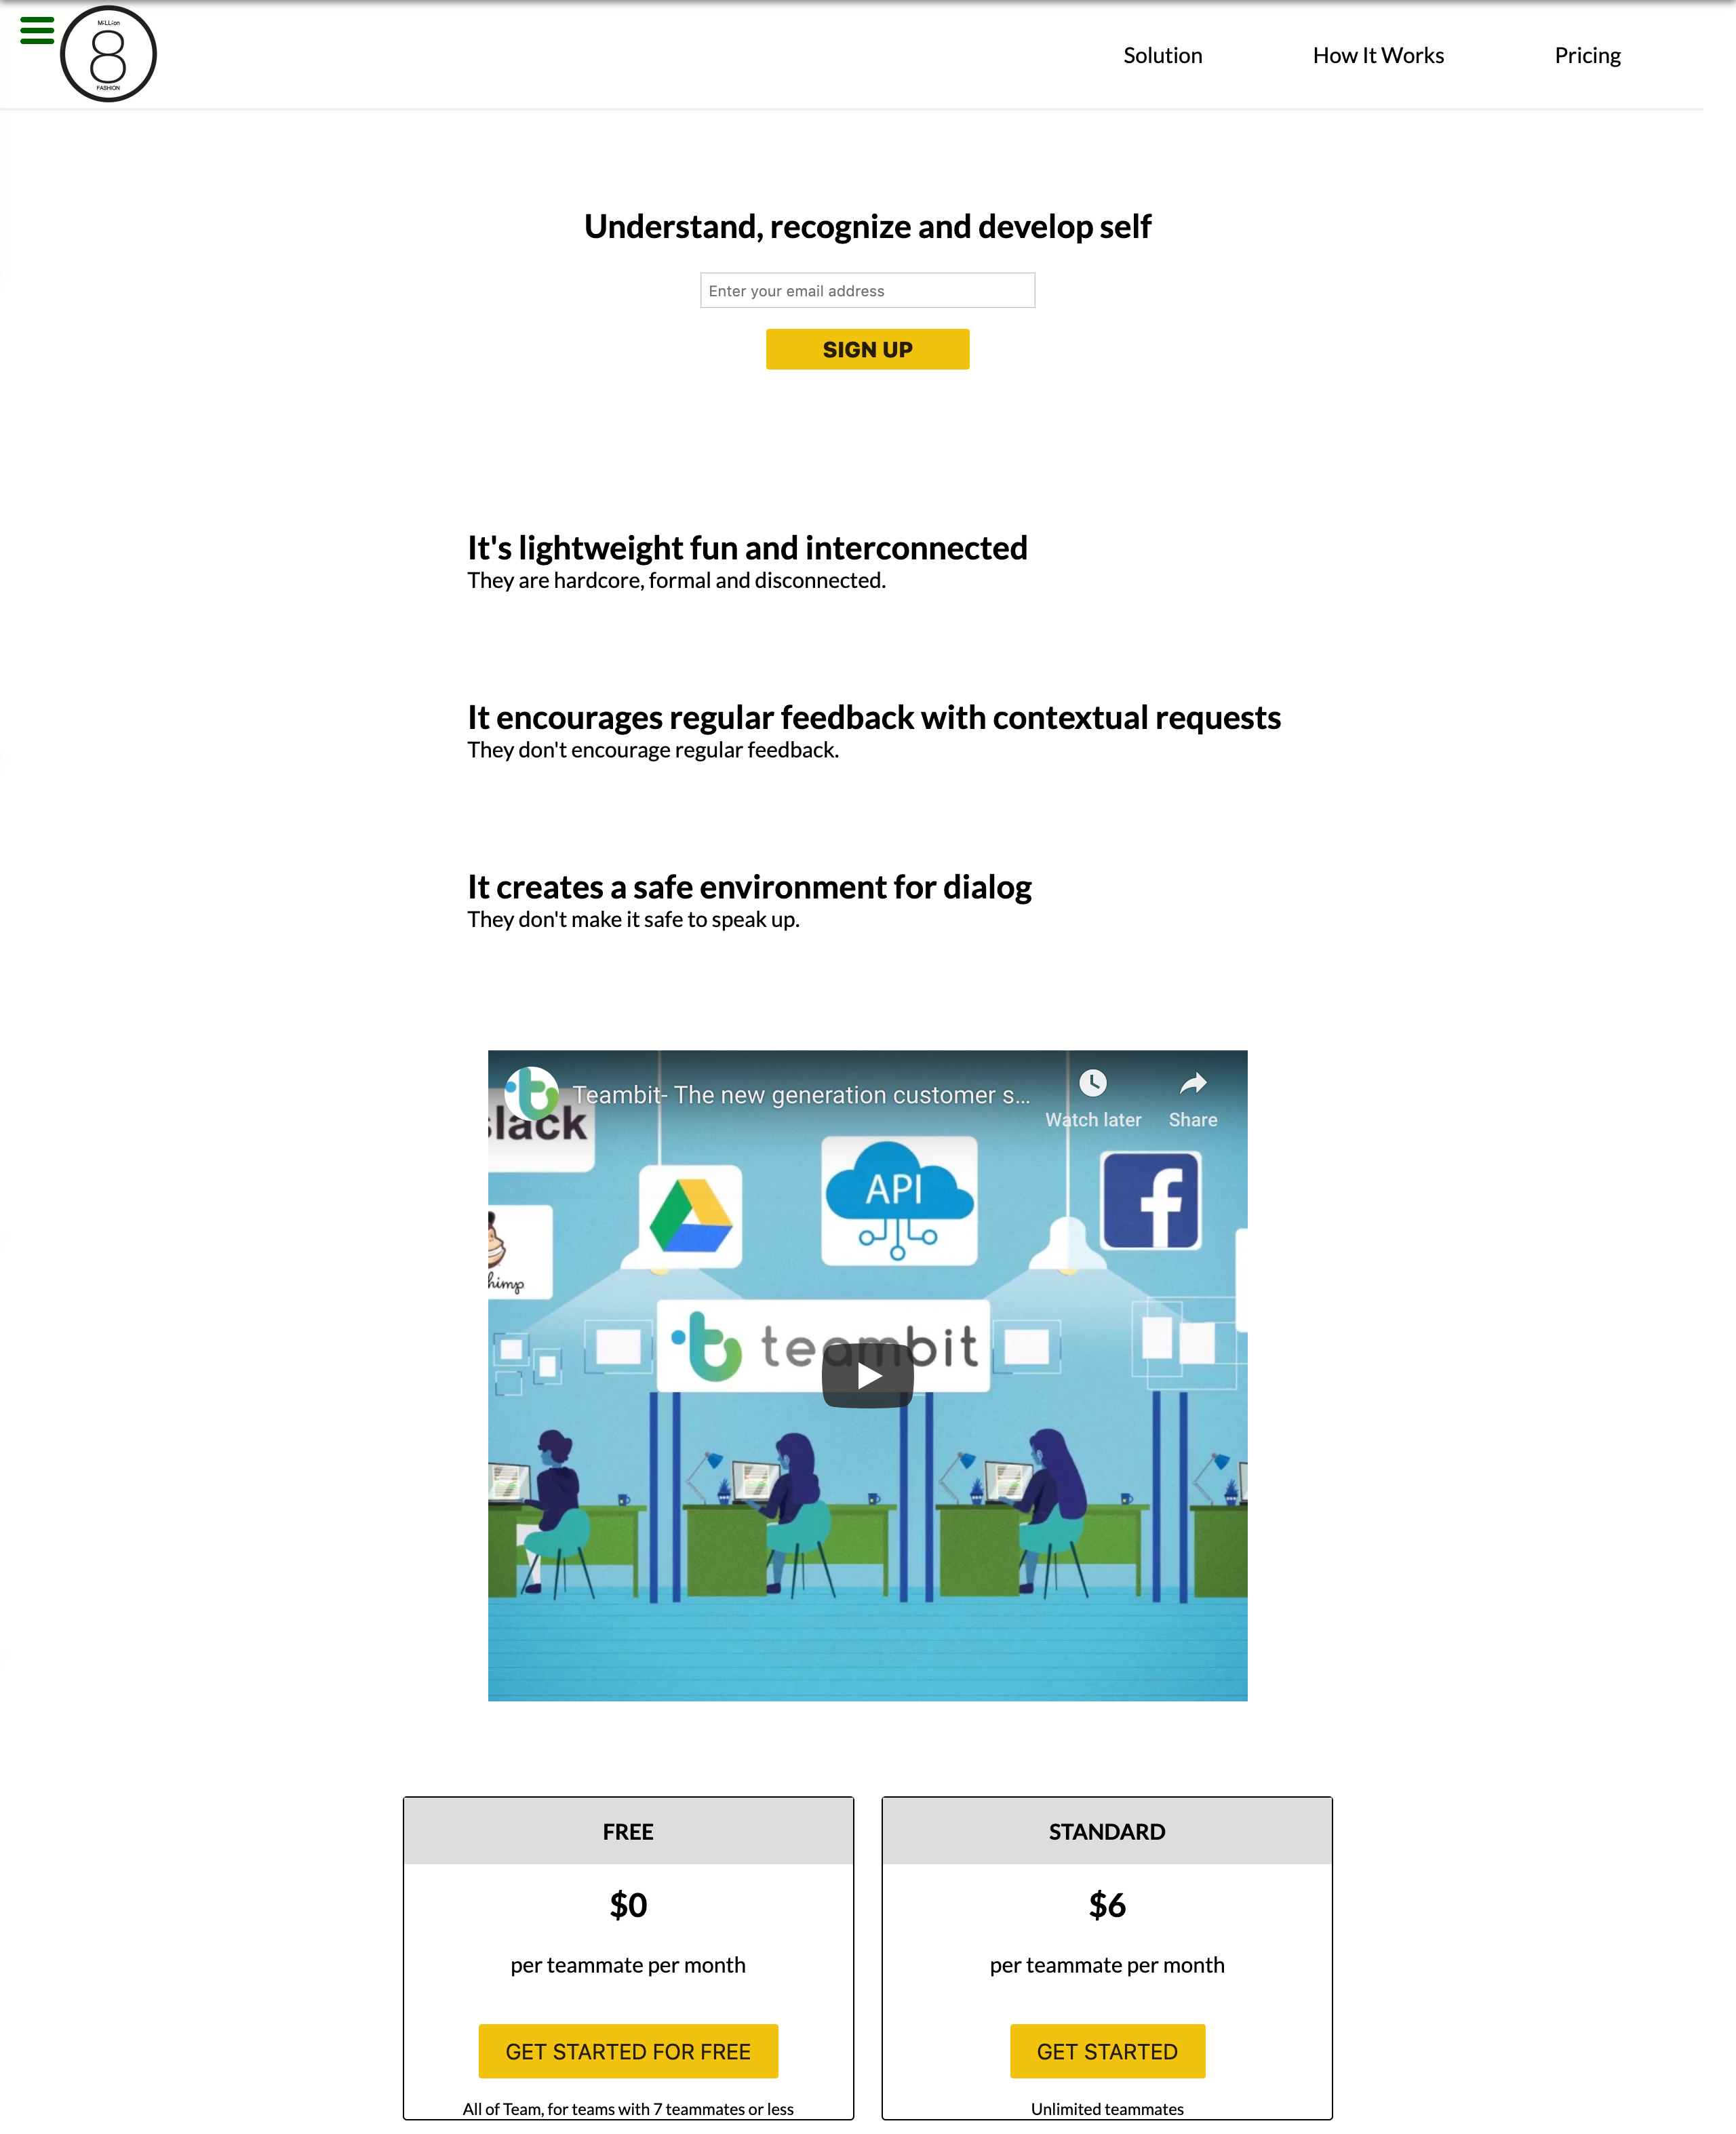 MiLLion
8
FASHION
Solution
How It Works
Pricing
Understand, recognize and develop self
Enter your email address
SIGN UP
It's lightweight fun and interconnected
They are hardcore, formal and disconnected.
It encourages regular feedback with contextual requests
They don't encourage regular feedback.
It creates a safe environment for dialog
They don't make it safe to speak up.
Teambit- The new generation customer s...
Watch later
Share
slack
API
f
himp
teambit
FREE
$0
per teammate per month
GET STARTED FOR FREE
All of Team, for teams with 7 teammates or less
STANDARD
$6
per teammate per month
GET STARTED
Unlimited teammates